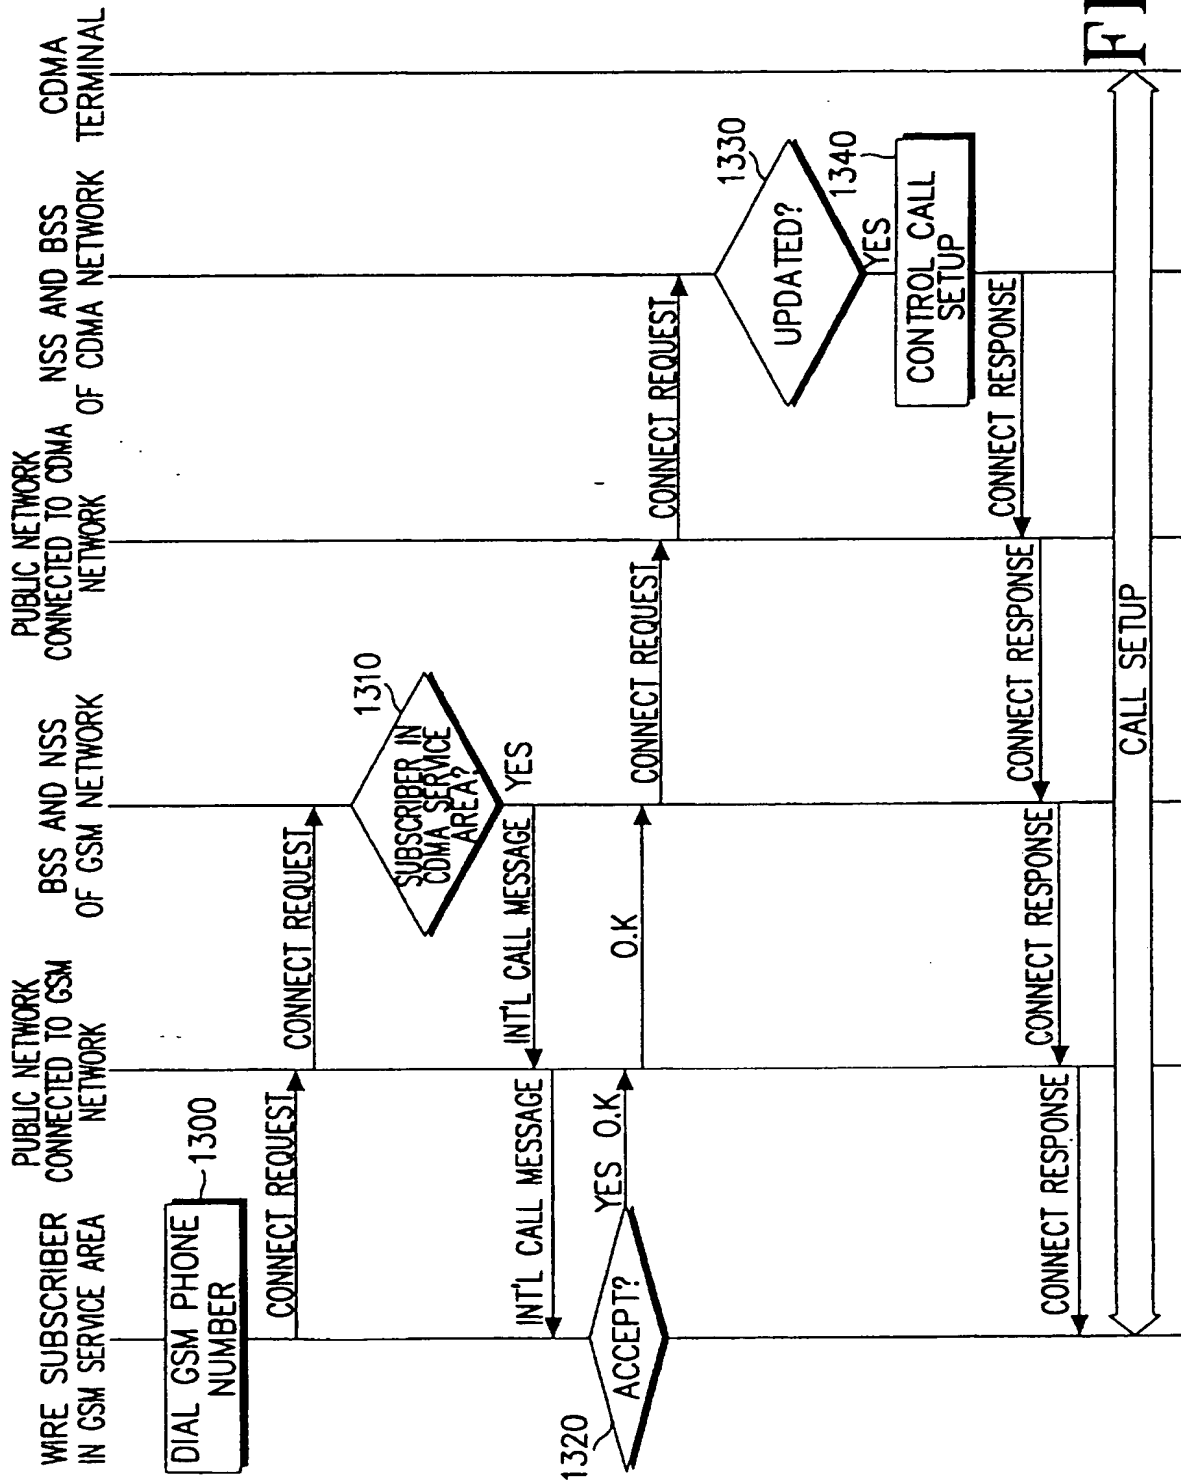 WIRE SUBSCRIBER
IN GSM SERVICE AREA
PUBLIC NETWORK
CONNECTED TO GSM
NETWORK
BSS AND NSS
OF GSM NETWORK
PUBLIC NETWORK
CONNECTED TO CDMA
NETWORK
NSS AND BSS
OF CDMA NETWORK
CDMA
TERMINAL
DIAL GSM PHONE
NUMBER
1300
CONNECT REQUEST
CONNECT REQUEST
1310
SUBSCRIBER IN
CDMA SERVICE
AREA?
YES
INT'L CALL MESSAGE
INT'L CALL MESSAGE
1320
ACCEPT?
YES O.K
O.K
CONNECT REQUEST
CONNECT REQUEST
1330
UPDATED?
YES
1340
CONTROL CALL
SETUP
CONNECT RESPONSE
CONNECT RESPONSE
CONNECT RESPONSE
CONNECT RESPONSE
CALL SETUP